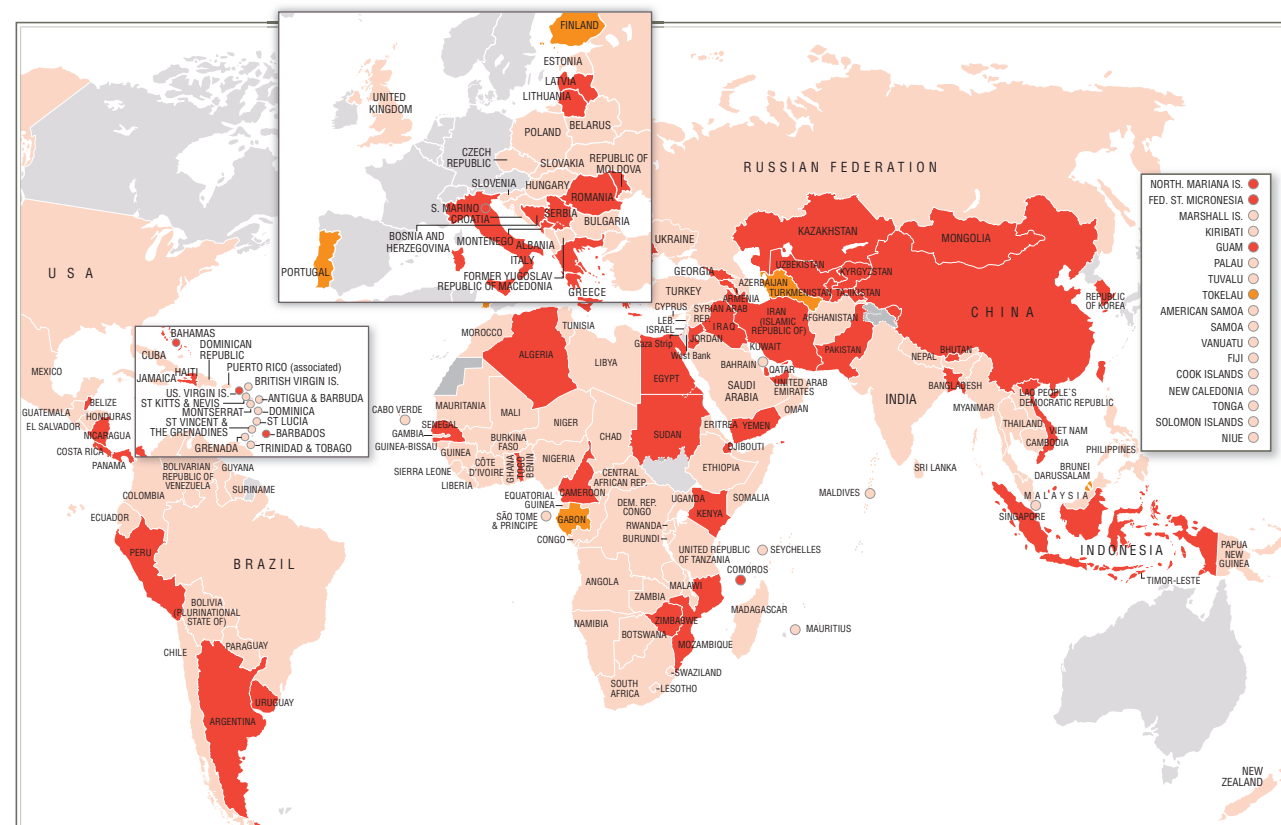 FINLAND
ESTONIA
LATVIA
LITHUANIA
UNITED
KINGDOM
BELARUS
POLAND
CZECH
REPUBLIC
SLOVAKIA
REPUBLIC OF
MOLDOVA
SLOVENIA
HUNGARY
ROMANIA
S. MARINO
CROATIA
SERBIA
BULGARIA
BOSNIA AND
HERZEGOVINA
MONTENEGO
ALBANIA
ITALY
PORTUGAL
FORMER YUGOSLAV
REPUBLIC OF MACEDONIA
GREECE
RUSSIAN FEDERATION
NORTH. MARIANA IS.
FED. ST. MICRONESIA
MARSHALL IS.
KIRIBATI
GUAM
PALAU
TUVALU
TOKELAU
AMERICAN SAMOA
SAMOA
VANUATU
FIJI
COOK ISLANDS
NEW CALEDONIA
TONGA
SOLOMON ISLANDS
NIUE
USA
MEXICO
GUATEMALA
EL SALVADOR
BELIZE
HONDURAS
NICARAGUA
COSTA RICA
PANAMA
BAHAMAS
CUBA
DOMINICAN
REPUBLIC
HAITI
JAMAICA
PUERTO RICO (associated)
BRITISH VIRGIN IS.
US. VIRGIN IS.
ST KITTS & NEVIS
ANTIGUA & BARBUDA
MONTSERRAT
DOMINICA
ST VINCENT &
THE GRENADINES
ST LUCIA
BARBADOS
GRENADA
TRINIDAD & TOBAGO
BOLIVARIAN
REPUBLIC OF
VENEZUELA
GUYANA
SURINAME
COLOMBIA
ECUADOR
PERU
BRAZIL
BOLIVIA
(PLURINATIONAL
STATE OF)
PARAGUAY
CHILE
URUGUAY
ARGENTINA
UKRAINE
KAZAKHSTAN
MONGOLIA
GEORGIA
UZBEKISTAN
KYRGYZSTAN
AZERBAIJAN
TURKMENISTAN
TAJIKISTAN
TURKEY
ARMENIA
CYPRUS
SYRIAN ARAB
REP.
LEB.
ISRAEL
Gaza Strip
West Bank
JORDAN
IRAQ
IRAN
(ISLAMIC
REPUBLIC OF)
AFGHANISTAN
KUWAIT
PAKISTAN
BAHRAIN
QATAR
UNITED ARAB
EMIRATES
SAUDI
ARABIA
OMAN
YEMEN
CHINA
REPUBLIC
OF KOREA
NEPAL
BHUTAN
BANGLADESH
INDIA
MYANMAR
LAO PEOPLE'S
DEMOCRATIC REPUBLIC
THAILAND
VIET NAM
CAMBODIA
PHILIPPINES
SRI LANKA
MALDIVES
BRUNEI
DARUSSALAM
MALAYSIA
SINGAPORE
INDONESIA
TIMOR-LESTE
PAPUA
NEW
GUINEA
NEW
ZEALAND
MOROCCO
TUNISIA
ALGERIA
LIBYA
EGYPT
CABO VERDE
MAURITANIA
MALI
NIGER
CHAD
SUDAN
ERITREA
DJIBOUTI
SENEGAL
GAMBIA
GUINEA-BISSAU
GUINEA
SIERRA LEONE
LIBERIA
CÔTE
D'IVOIRE
BURKINA
FASO
GHANA
TOGO
BENIN
NIGERIA
CAMEROON
CENTRAL
AFRICAN REP.
ETHIOPIA
SOMALIA
EQUATORIAL
GUINEA
SÃO TOME
& PRINCIPE
GABON
CONGO
DEM. REP.
CONGO
UGANDA
KENYA
RWANDA
BURUNDI
UNITED REPUBLIC
OF TANZANIA
SEYCHELLES
COMOROS
ANGOLA
ZAMBIA
MALAWI
MADAGASCAR
MAURITIUS
NAMIBIA
BOTSWANA
ZIMBABWE
MOZAMBIQUE
SOUTH
AFRICA
SWAZILAND
LESOTHO